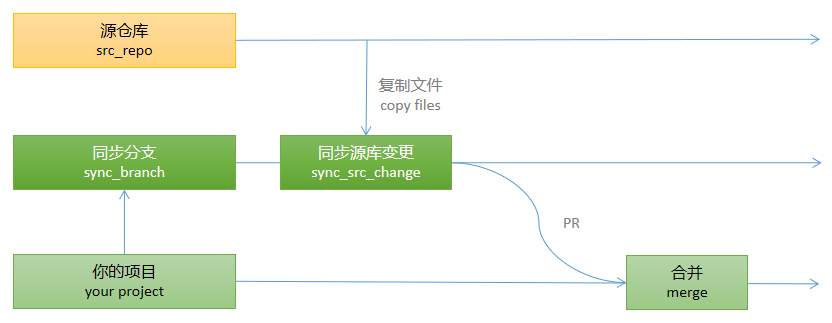 源仓库
src_repo
复制文件
copy files
同步分支
sync_branch
同步源库变更
sync_src_change
PR
你的项目
your project
合并
merge